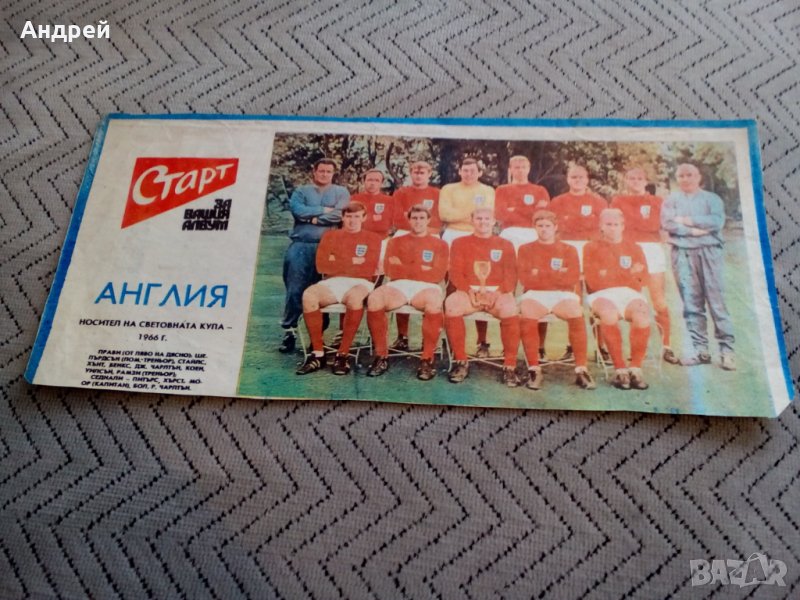 Андрей
Старт
ЗА
ВАШИЯ
АЛБУМ
АНГЛИЯ
НОСИТЕЛ НА СВЕТОВНАТА КУПА –
1966 Г.
ПРАВИ (ОТ ЛЯВО НА ДЯСНО): ШЕ.
ПЪРДСЪН (ПОМ. ТРЕНЬОР), СТАЙЛС,
ХЪНТ, БЕНКС, ДЖ. ЧАРЛТЪН, КОЕН,
УИЛСЪН, РАМЗИ (ТРЕНЬОР).
СЕДНАЛИ – ПИТЪРС, ХЪРСТ, МО-
ОР (КАПИТАН), БОЛ, Р. ЧАРЛТЪН.
BAZAR